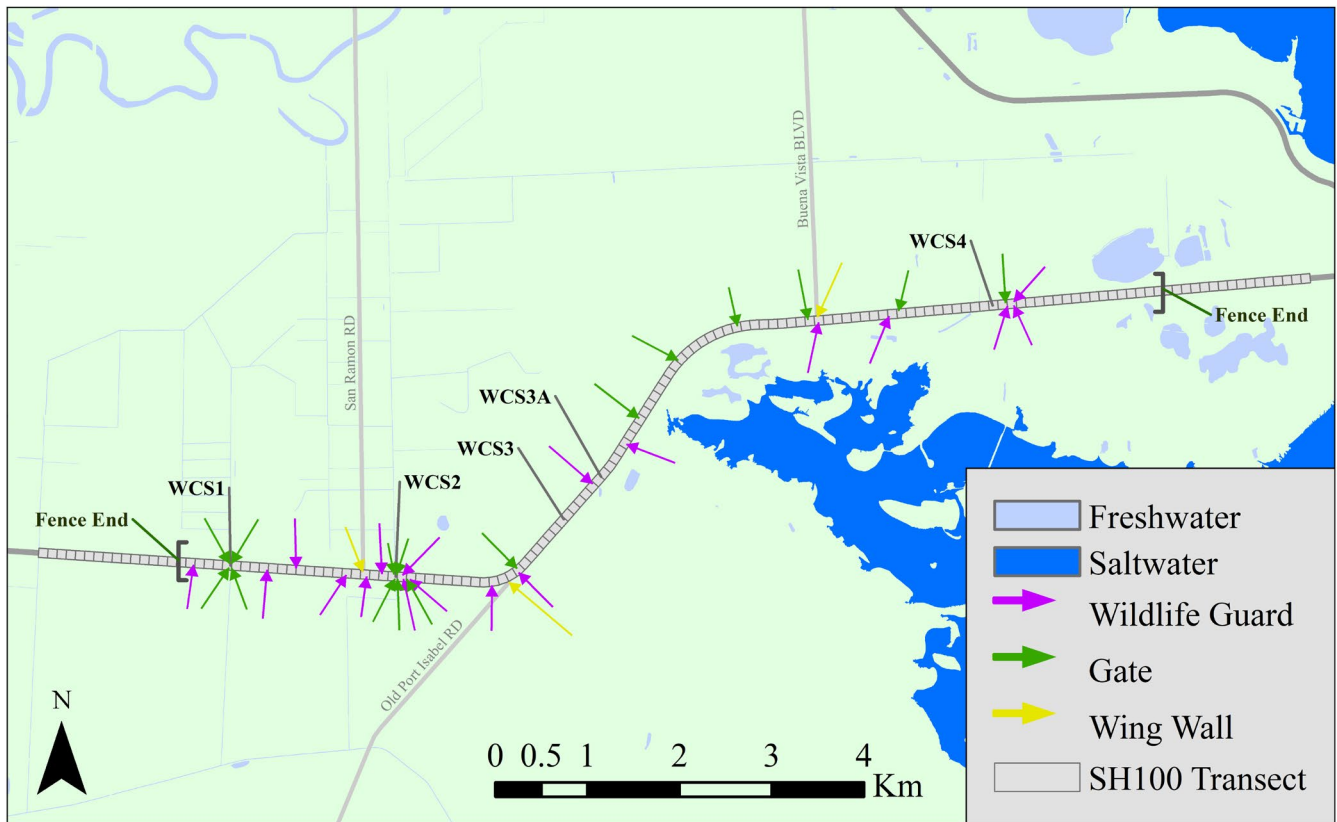 Buena Vista BLVD
WCS4
Fence End
San Ramon RD
WCS3A
WCS3
WCS1
WCS2
Fence End
Old Port Isabel RD
N
0 0.5 1 2 3 4
Km
Freshwater
Saltwater
Wildlife Guard
Gate
Wing Wall
SH100 Transect